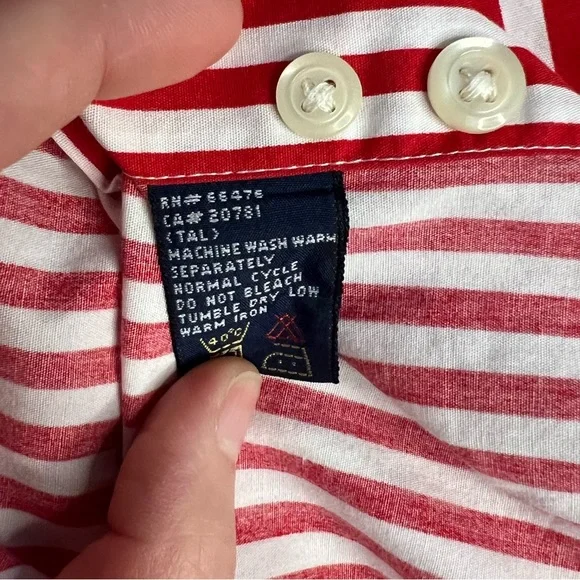 RN# 66476
CA# 20781
(TAL)
MACHINE WASH WARM
SEPARATELY
NORMAL CYCLE
DO NOT BLEACH
TUMBLE DRY LOW
WARM IRON
40°C